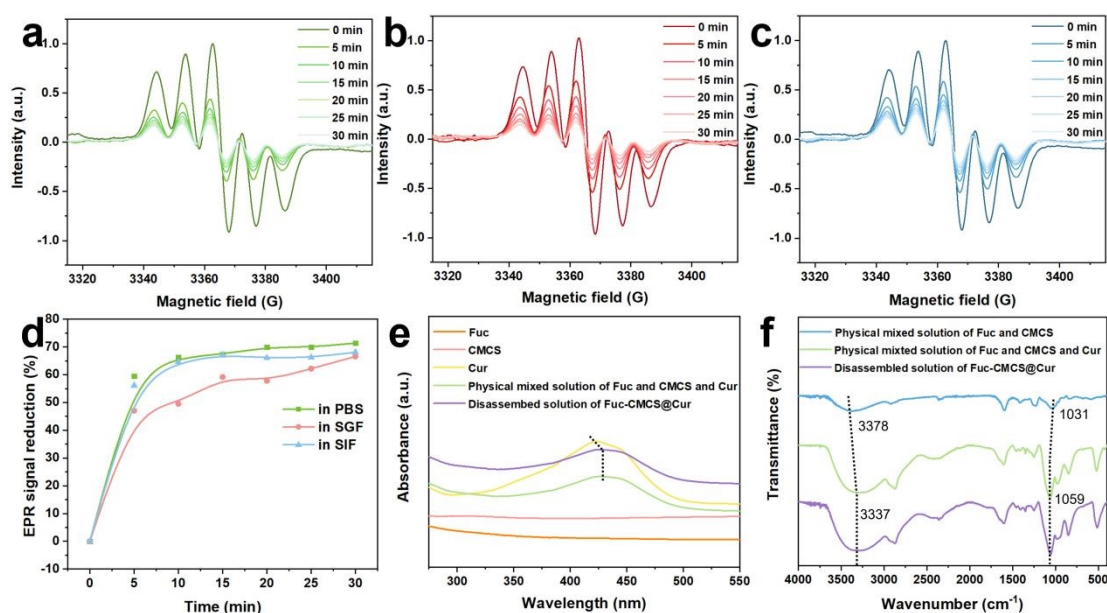 a
0 min
5 min
10 min
15 min
20 min
25 min
30 min
1.0
0.5
0.0
-0.5
-1.0
Intensity (a.u.)
3320 3340 3360 3380 3400
Magnetic field (G)
b
0 min
5 min
10 min
15 min
20 min
25 min
30 min
1.0
0.5
0.0
-0.5
-1.0
Intensity (a.u.)
3320 3340 3360 3380 3400
Magnetic field (G)
c
0 min
5 min
10 min
15 min
20 min
25 min
30 min
1.0
0.5
0.0
-0.5
-1.0
Intensity (a.u.)
3320 3340 3360 3380 3400
Magnetic field (G)
d
80
70
60
50
40
30
20
10
0
EPR signal reduction (%)
in PBS
in SGF
in SIF
0 5 10 15 20 25 30
Time (min)
e
Fuc
CMCS
Cur
Physical mixed solution of Fuc and CMCS and Cur
Disassembed solution of Fuc-CMCS@Cur
Absorbance (a.u.)
300 350 400 450 500 550
Wavelength (nm)
f
Physical mixed solution of Fuc and CMCS
Physical mixted solution of Fuc and CMCS and Cur
Disassembled solution of Fuc-CMCS@Cur
Transmittance (%)
3378
1031
3337
1059
4000 3500 3000 2500 2000 1500 1000 500
Wavenumber (cm⁻¹)